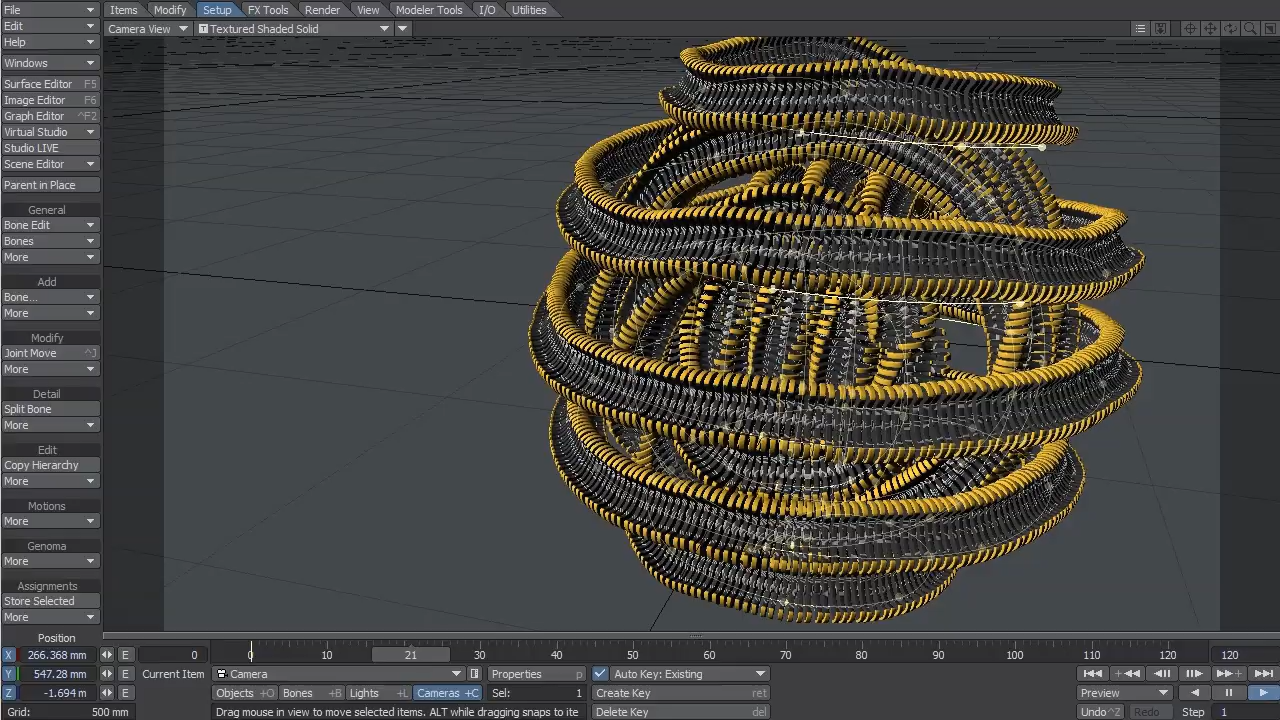 File
Items Modify Setup FX Tools Render View Modeler Tools I/O Utilities
Edit
Camera View T Textured Shaded Solid
Help
Windows
Surface Editor F5
Image Editor F6
Graph Editor ^F2
Virtual Studio
Studio LIVE
Scene Editor
Parent in Place
General
Bone Edit
Bones
More
Add
Bone...
More
Modify
Joint Move ^J
More
Detail
Split Bone
More
Edit
Copy Hierarchy
More
Motions
More
Genoma
More
Assignments
Store Selected
More
Position
X 266.368 mm E 0 0 10 21 30 40 50 60 70 80 90 100 110 120 120
Y 547.28 mm E Current Item Camera Properties p Auto Key: Existing
Z -1.694 m E Objects +O Bones +B Lights +L Cameras +C Sel: 1 Create Key ret Preview
Grid: 500 mm Drag mouse in view to move selected items. ALT while dragging snaps to ite Delete Key del Undo ^Z Redo Step 1